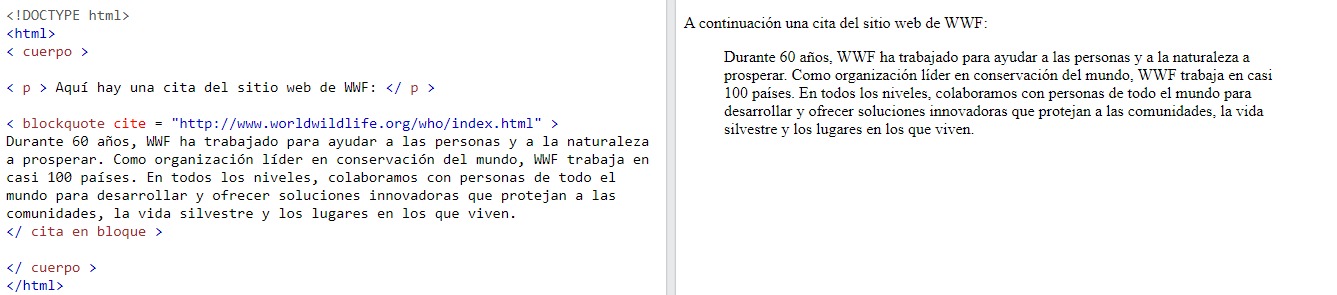 <!DOCTYPE html>
<html>
< cuerpo >
< p > Aquí hay una cita del sitio web de WWF: </ p >
< blockquote cite = "http://www.worldwildlife.org/who/index.html" >
Durante 60 años, WWF ha trabajado para ayudar a las personas y a la naturaleza
a prosperar. Como organización líder en conservación del mundo, WWF trabaja en
casi 100 países. En todos los niveles, colaboramos con personas de todo el
mundo para desarrollar y ofrecer soluciones innovadoras que protejan a las
comunidades, la vida silvestre y los lugares en los que viven.
</ cita en bloque >
</ cuerpo >
</html>
A continuación una cita del sitio web de WWF:
Durante 60 años, WWF ha trabajado para ayudar a las personas y a la naturaleza a
prosperar. Como organización líder en conservación del mundo, WWF trabaja en casi
100 países. En todos los niveles, colaboramos con personas de todo el mundo para
desarrollar y ofrecer soluciones innovadoras que protejan a las comunidades, la vida
silvestre y los lugares en los que viven.